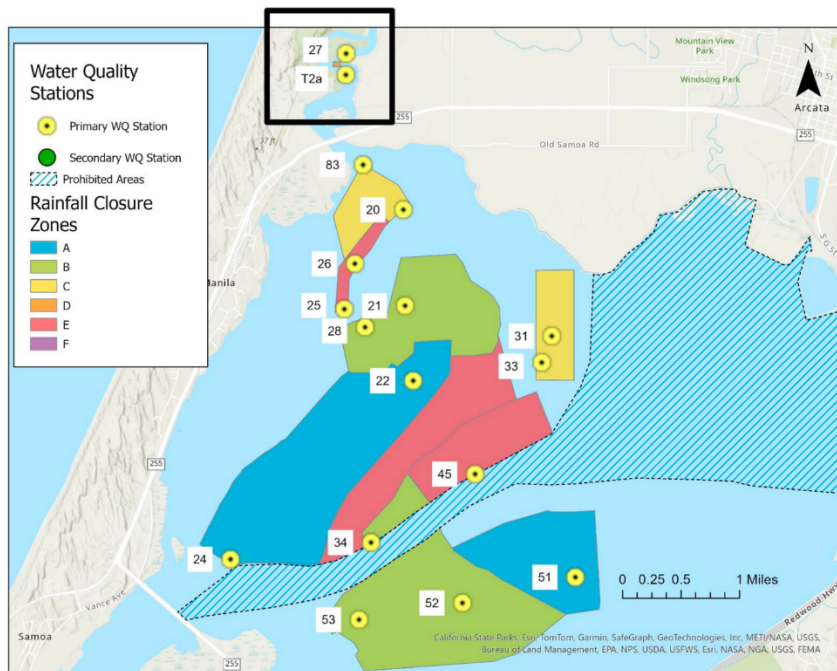 Water Quality
Stations
Primary WQ Station
Secondary WQ Station
Prohibited Areas
Rainfall Closure
Zones
A
B
C
D
E
F
27
T2a
Mountain View
Park
Windsong Park
N
Arcata
255
255
Old Samoa Rd
37 ft
83
20
26
25
21
28
31
33
22
45
34
24
51
52
53
Manila
255
Vance Ave
Samoa
S G St
0 0.25 0.5 1 Miles
Redwood Hwy
California State Parks, Esri, TomTom, Garmin, SafeGraph, GeoTechnologies, Inc, METI/NASA, USGS,
Bureau of Land Management, EPA, NPS, USDA, USFWS, Esri, NASA, NGA, USGS, FEMA